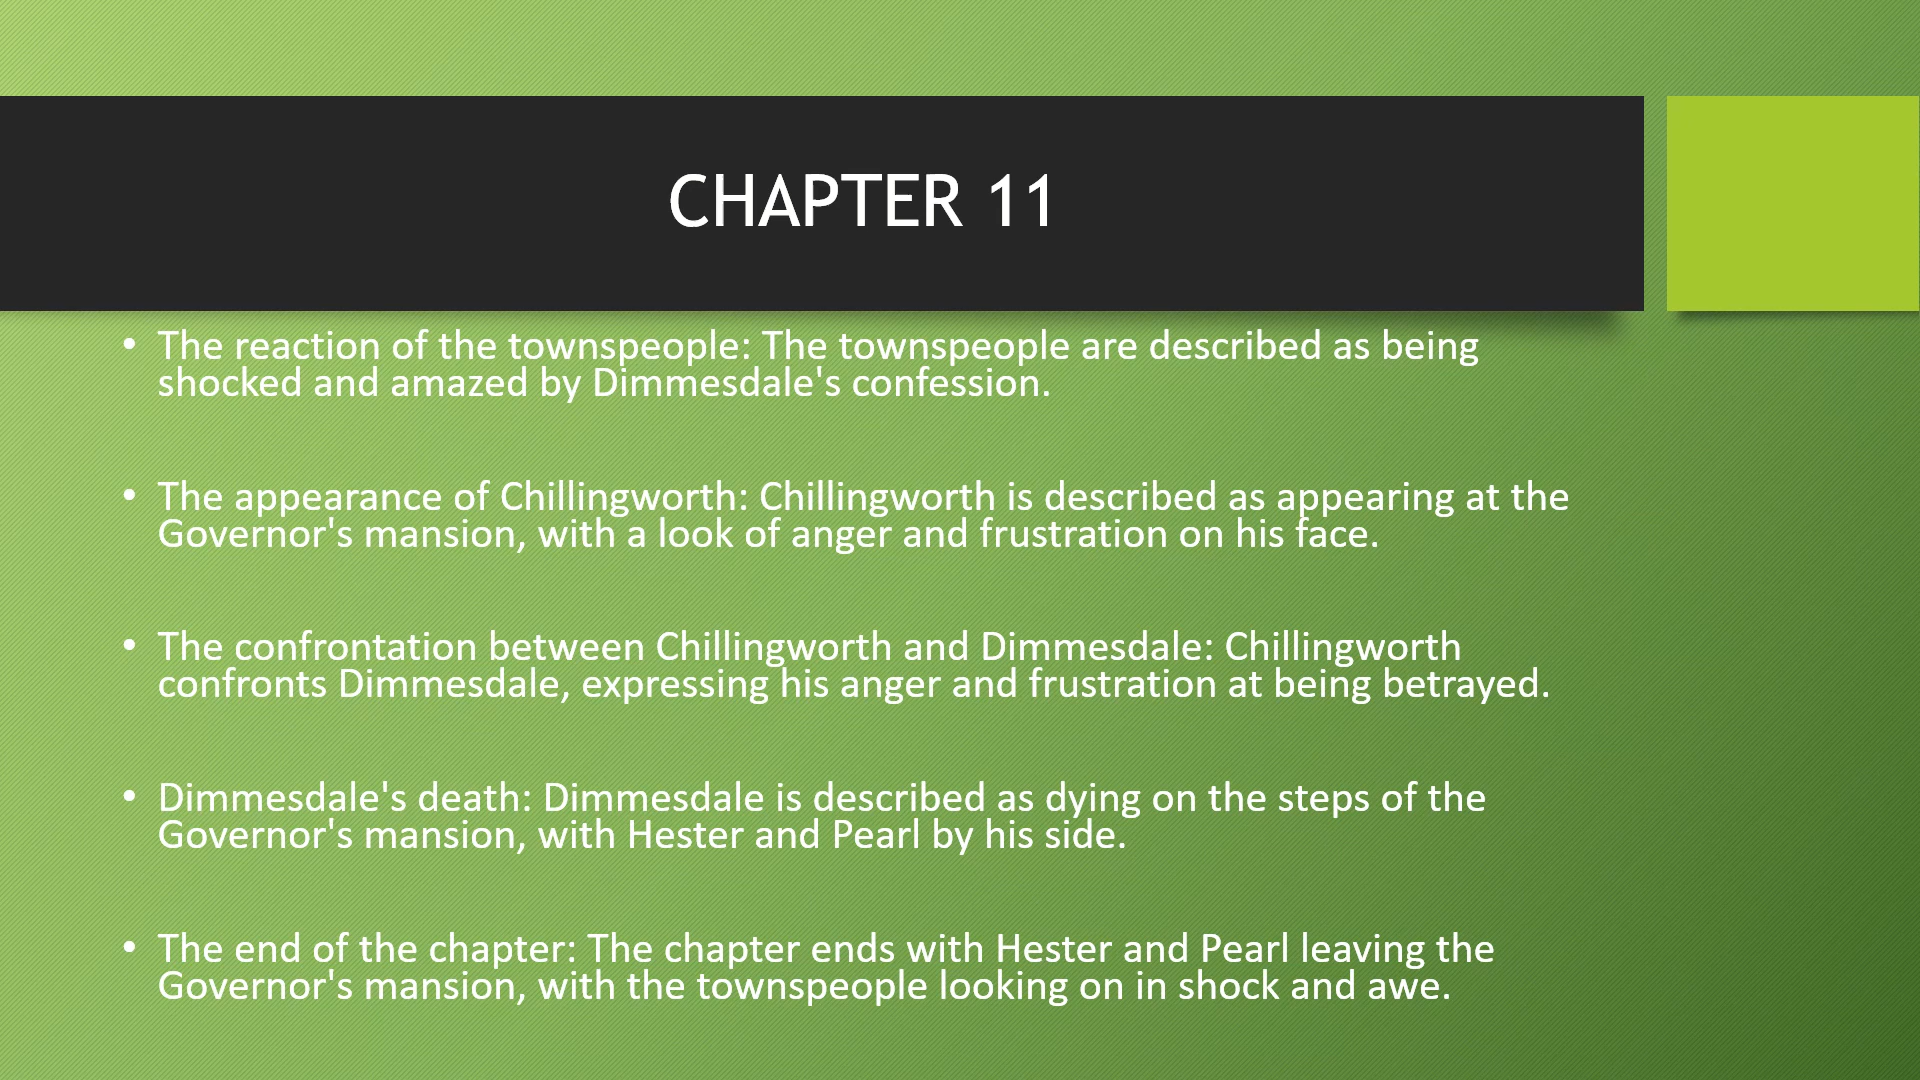 CHAPTER 11
• The reaction of the townspeople: The townspeople are described as being
shocked and amazed by Dimmesdale's confession.
• The appearance of Chillingworth: Chillingworth is described as appearing at the
Governor's mansion, with a look of anger and frustration on his face.
• The confrontation between Chillingworth and Dimmesdale: Chillingworth
confronts Dimmesdale, expressing his anger and frustration at being betrayed.
• Dimmesdale's death: Dimmesdale is described as dying on the steps of the
Governor's mansion, with Hester and Pearl by his side.
• The end of the chapter: The chapter ends with Hester and Pearl leaving the
Governor's mansion, with the townspeople looking on in shock and awe.